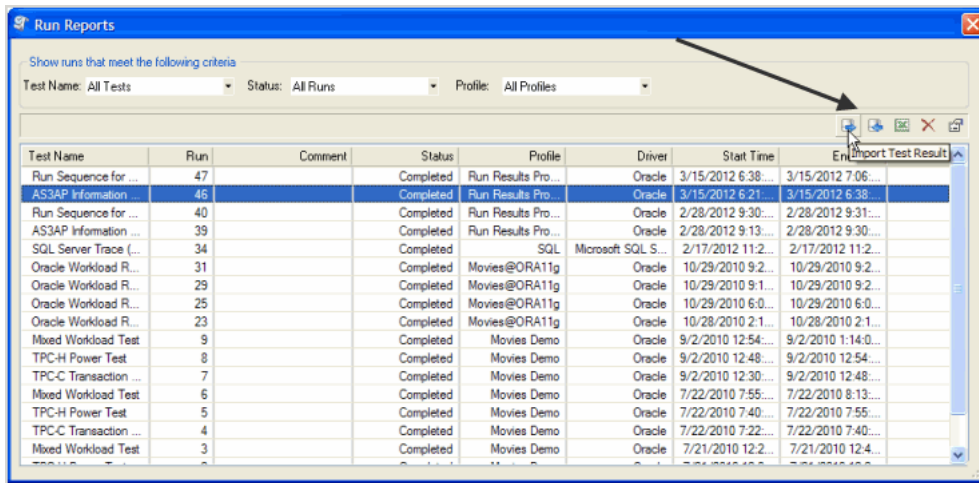 Run Reports
Show runs that meet the following criteria
Test Name: All Tests Status: All Runs Profile: All Profiles
Import Test Result
Test Name Run Comment Status Profile Driver Start Time
Run Sequence for ... 47 Completed Run Results Pro... Oracle 3/15/2012 6:38:... 3/15/2012 7:06:...
AS3AP Information ... 46 Completed Run Results Pro... Oracle 3/15/2012 6:21:... 3/15/2012 6:38:...
Run Sequence for ... 40 Completed Run Results Pro... Oracle 2/28/2012 9:30:... 2/28/2012 9:31:...
AS3AP Information ... 39 Completed Run Results Pro... Oracle 2/28/2012 9:13:... 2/28/2012 9:30:...
SQL Server Trace (... 34 Completed SQL Microsoft SQL S... 2/17/2012 11:2... 2/17/2012 11:2...
Oracle Workload R... 31 Completed Movies@ORA11g Oracle 10/29/2010 9:2... 10/29/2010 9:2...
Oracle Workload R... 29 Completed Movies@ORA11g Oracle 10/29/2010 9:1... 10/29/2010 9:2...
Oracle Workload R... 25 Completed Movies@ORA11g Oracle 10/29/2010 6:0... 10/29/2010 6:0...
Oracle Workload R... 23 Completed Movies@ORA11g Oracle 10/28/2010 2:1... 10/28/2010 2:1...
Mixed Workload Test 9 Completed Movies Demo Oracle 9/2/2010 12:54:... 9/2/2010 1:14:0...
TPC-H Power Test 8 Completed Movies Demo Oracle 9/2/2010 12:48:... 9/2/2010 12:54:...
TPC-C Transaction ... 7 Completed Movies Demo Oracle 9/2/2010 12:30:... 9/2/2010 12:48:...
Mixed Workload Test 6 Completed Movies Demo Oracle 7/22/2010 7:55:... 7/22/2010 8:13:...
TPC-H Power Test 5 Completed Movies Demo Oracle 7/22/2010 7:40:... 7/22/2010 7:55:...
TPC-C Transaction ... 4 Completed Movies Demo Oracle 7/22/2010 7:22:... 7/22/2010 7:40:...
Mixed Workload Test 3 Completed Movies Demo Oracle 7/21/2010 12:2... 7/21/2010 12:4...